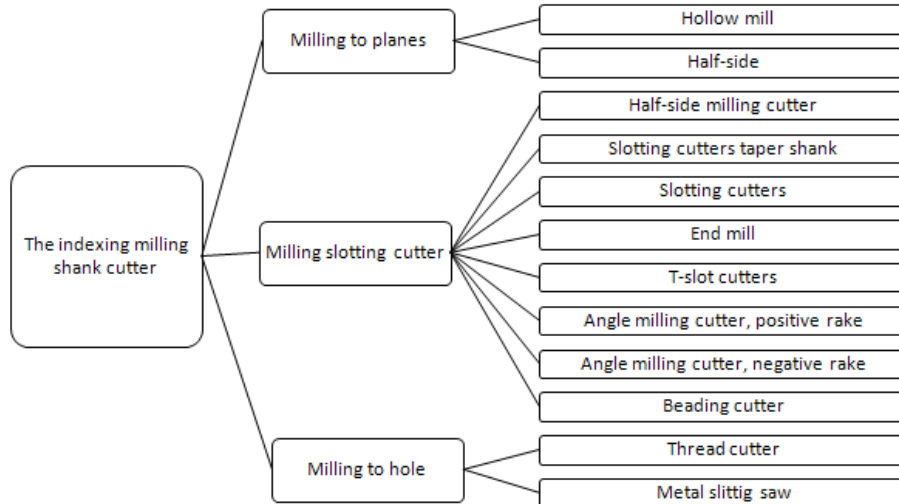 The indexing milling
shank cutter
Milling to planes
Hollow mill
Half-side
Milling slotting cutter
Half-side milling cutter
Slotting cutters taper shank
Slotting cutters
End mill
T-slot cutters
Angle milling cutter, positive rake
Angle milling cutter, negative rake
Beading cutter
Milling to hole
Thread cutter
Metal slittig saw